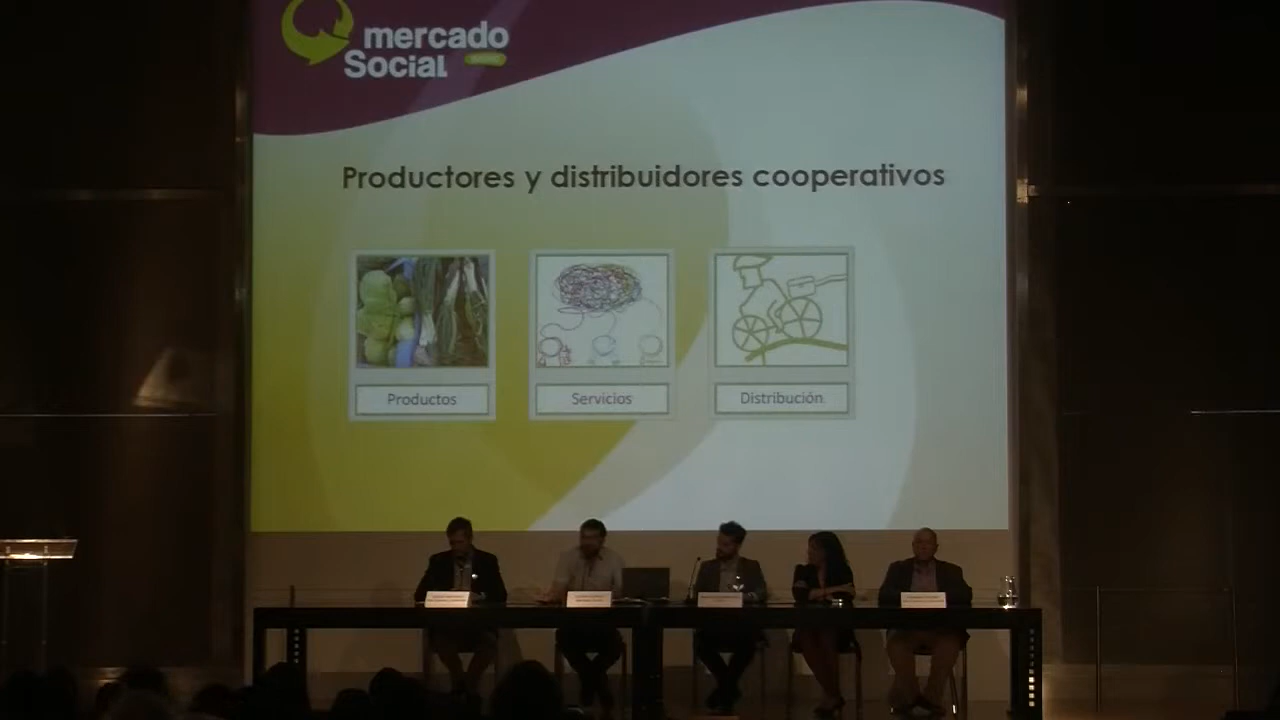 mercado
Social
Productores y distribuidores cooperativos
Productos
Servicios
Distribución